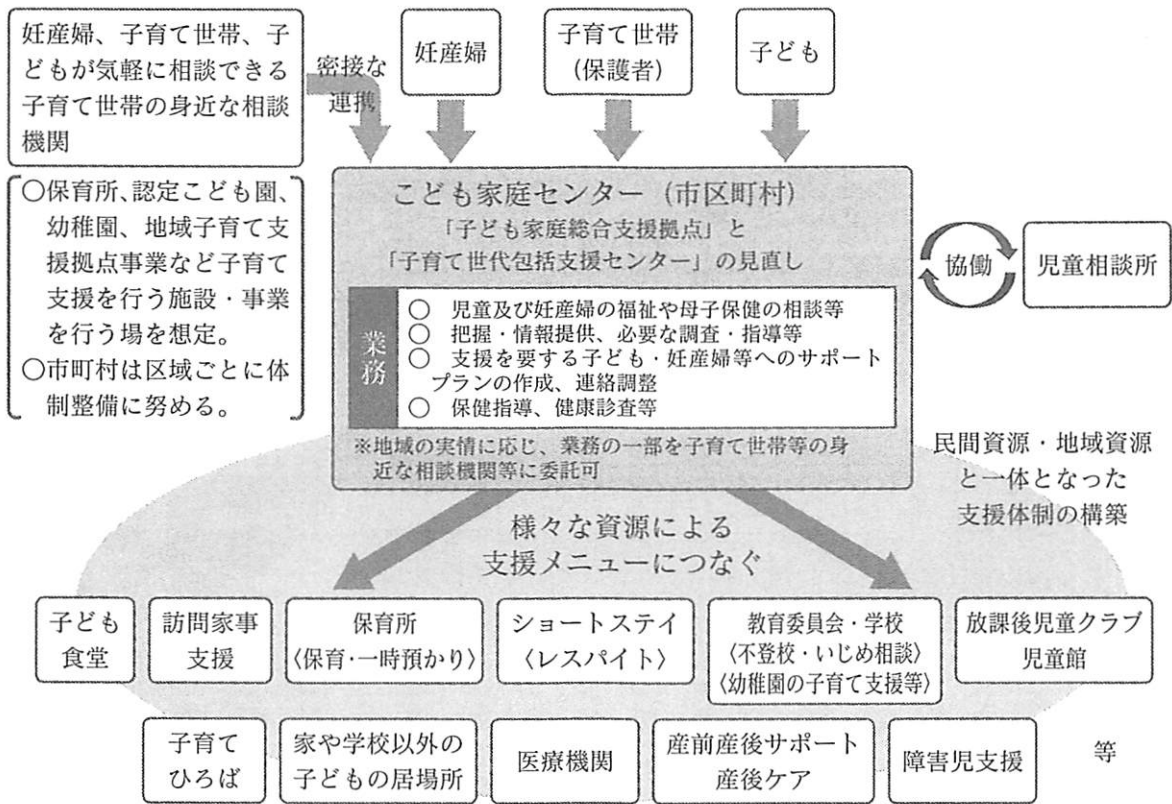 妊産婦、子育て世帯、子
どもが気軽に相談できる
子育て世帯の身近な相談
機関
密接な
連携
妊産婦
子育て世帯
(保護者)
子ども
〇保育所、認定こども園、
幼稚園、地域子育て支
援拠点事業など子育て
支援を行う施設・事業
を行う場を想定。
〇市町村は区域ごとに体
制整備に努める。
こども家庭センター(市区町村)
「子ども家庭総合支援拠点」と
「子育て世代包括支援センター」の見直し
業務
〇 児童及び妊産婦の福祉や母子保健の相談等
〇 把握・情報提供、必要な調査・指導等
〇 支援を要する子ども・妊産婦等へのサポート
プランの作成、連絡調整
〇 保健指導、健康診査等
※地域の実情に応じ、業務の一部を子育て世帯等の身
近な相談機関等に委託可
協働
児童相談所
民間資源・地域資源
と一体となった
支援体制の構築
様々な資源による
支援メニューにつなぐ
子ども
食堂
訪問家事
支援
保育所
〈保育・一時預かり〉
ショートステイ
〈レスパイト〉
教育委員会・学校
〈不登校・いじめ相談〉
〈幼稚園の子育て支援等〉
放課後児童クラブ
児童館
子育て
ひろば
家や学校以外の
子どもの居場所
医療機関
産前産後サポート
産後ケア
障害児支援
等